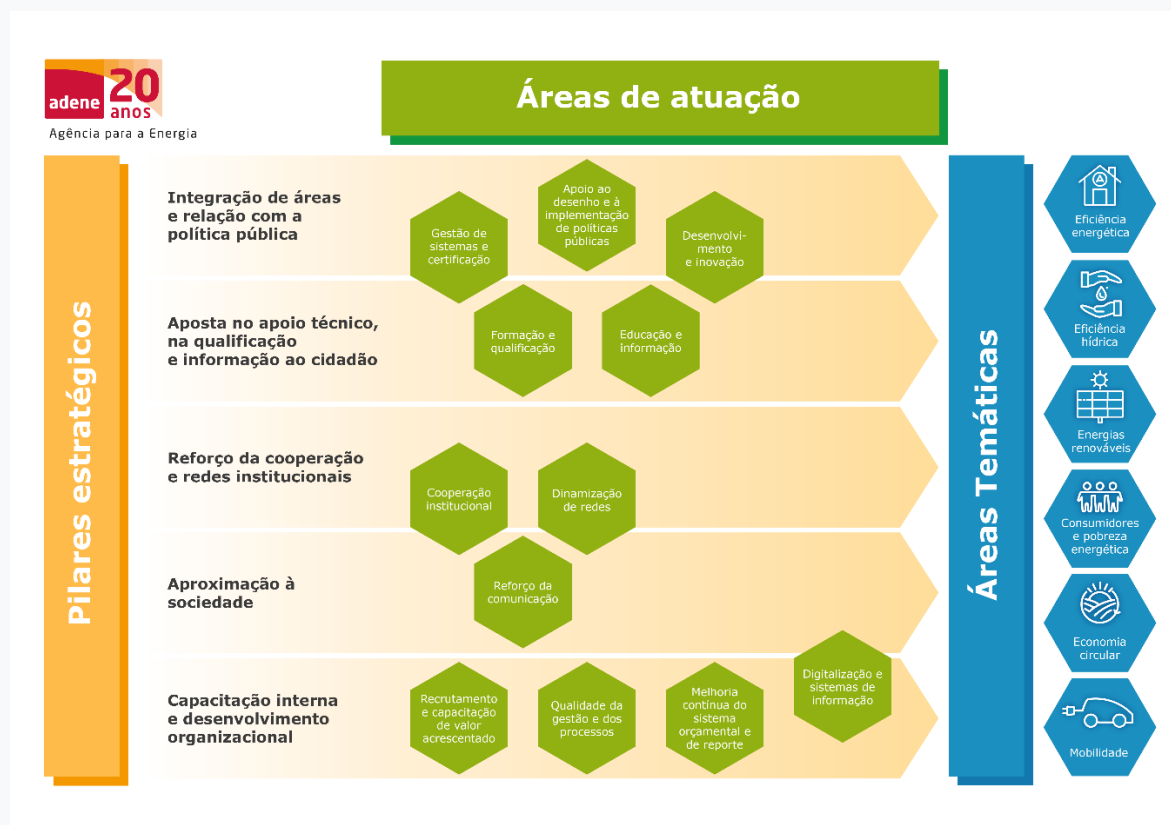 adene
20
anos
Agência para a Energia
Áreas de atuação
Pilares estratégicos
Integração de áreas
e relação com a
política pública
Gestão de
sistemas e
certificação
Apoio ao
desenho e à
implementação
de políticas
públicas
Desenvolvi-
mento
e inovação
Aposta no apoio técnico,
na qualificação
e informação ao cidadão
Formação e
qualificação
Educação e
informação
Reforço da cooperação
e redes institucionais
Cooperação
institucional
Dinamização
de redes
Aproximação à
sociedade
Reforço da
comunicação
Capacitação interna
e desenvolvimento
organizacional
Recrutamento
e capacitação
de valor
acrescentado
Qualidade da
gestão e dos
processos
Melhoria
contínua do
sistema
orçamental e
de reporte
Digitalização e
sistemas de
informação
Áreas Temáticas
Eficiência
energética
Eficiência
hídrica
Energias
renováveis
Consumidores
e pobreza
energética
Economia
circular
Mobilidade